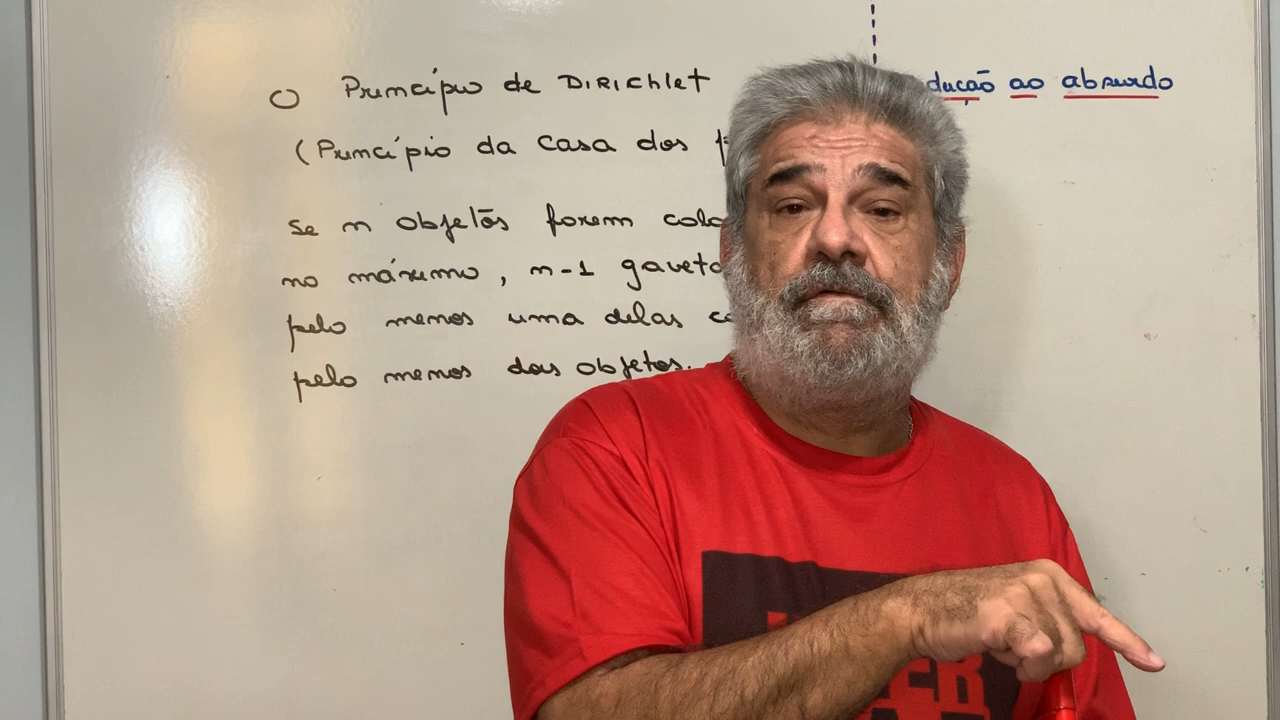 O Princípio de DIRIChleT
(Princípio da Casa dos
Se n objetos forem
no máximo, n-1
pelo menos uma delas
pelo menos dois objetos.
ao absurdo